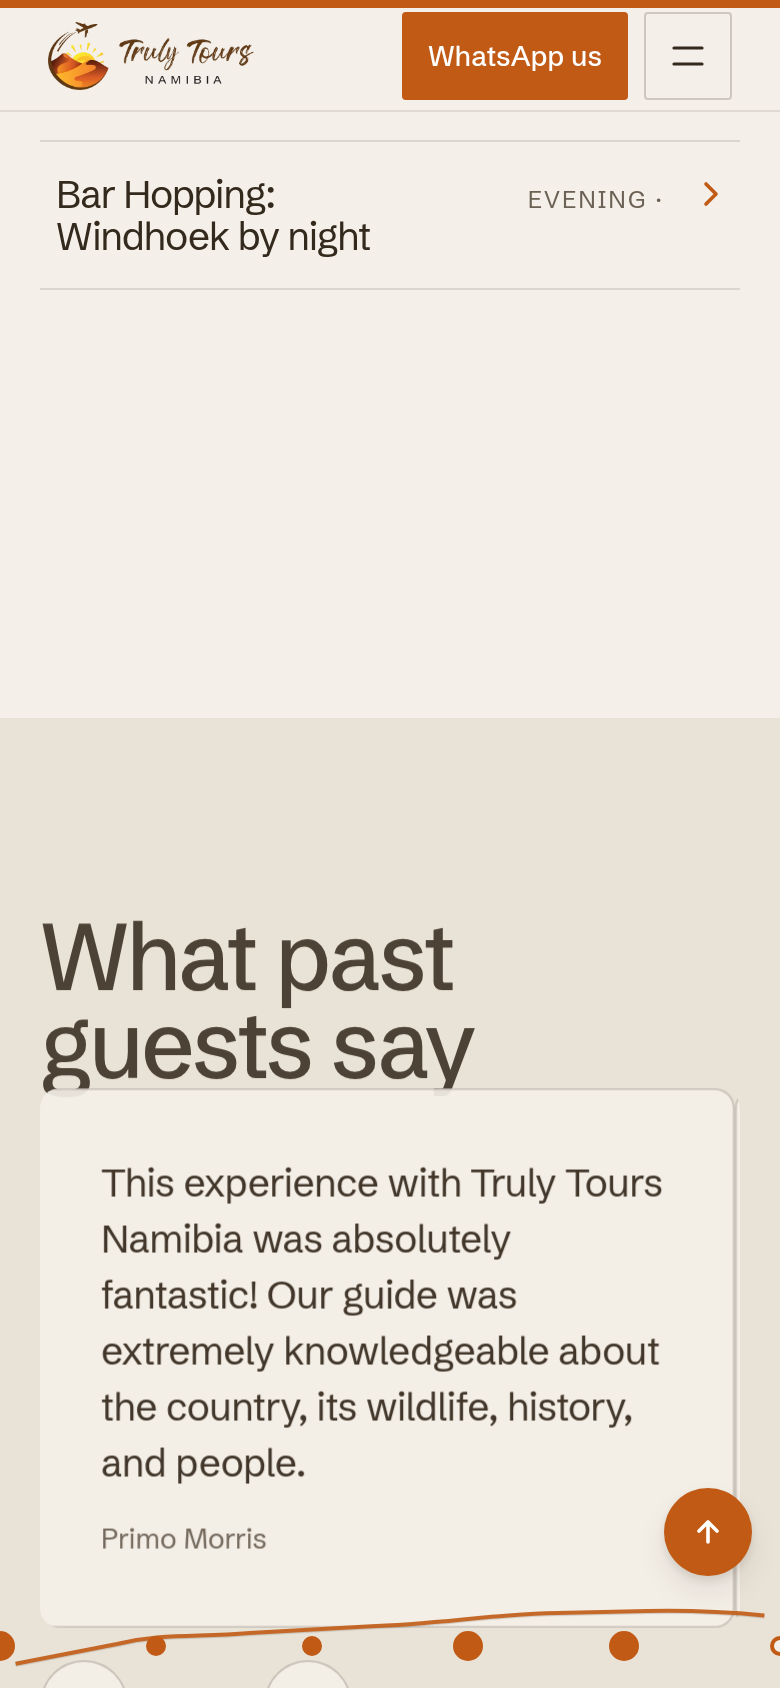 Truly Tours
NAMIBIA
WhatsApp us
Bar Hopping:
Windhoek by night
EVENING ·
What past
guests say
This experience with Truly Tours
Namibia was absolutely
fantastic! Our guide was
extremely knowledgeable about
the country, its wildlife, history,
and people.
Primo Morris